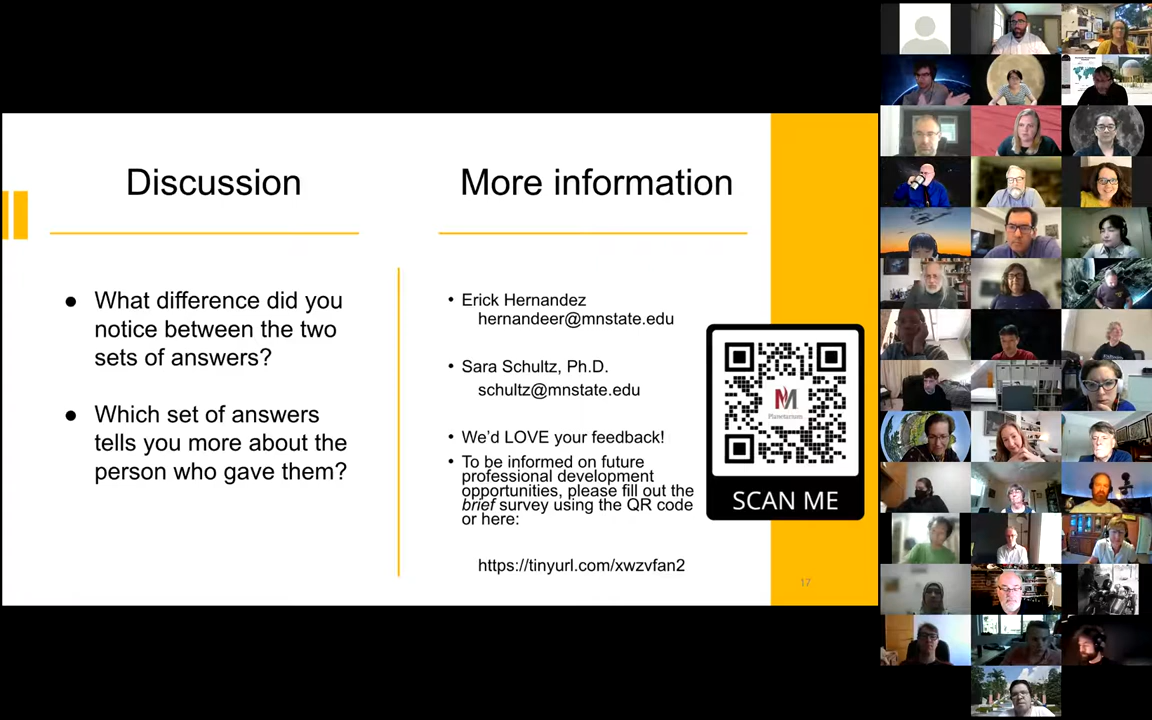 Discussion
What difference did you
notice between the two
sets of answers?
Which set of answers
tells you more about the
person who gave them?
More information
Erick Hernandez
hernandeer@mnstate.edu
Sara Schultz, Ph.D.
schultz@mnstate.edu
We'd LOVE your feedback!
To be informed on future
professional development
opportunities, please fill out the
brief survey using the QR code
or here:
https://tinyurl.com/xwzvfan2
M
Planetarium
SCAN ME
17